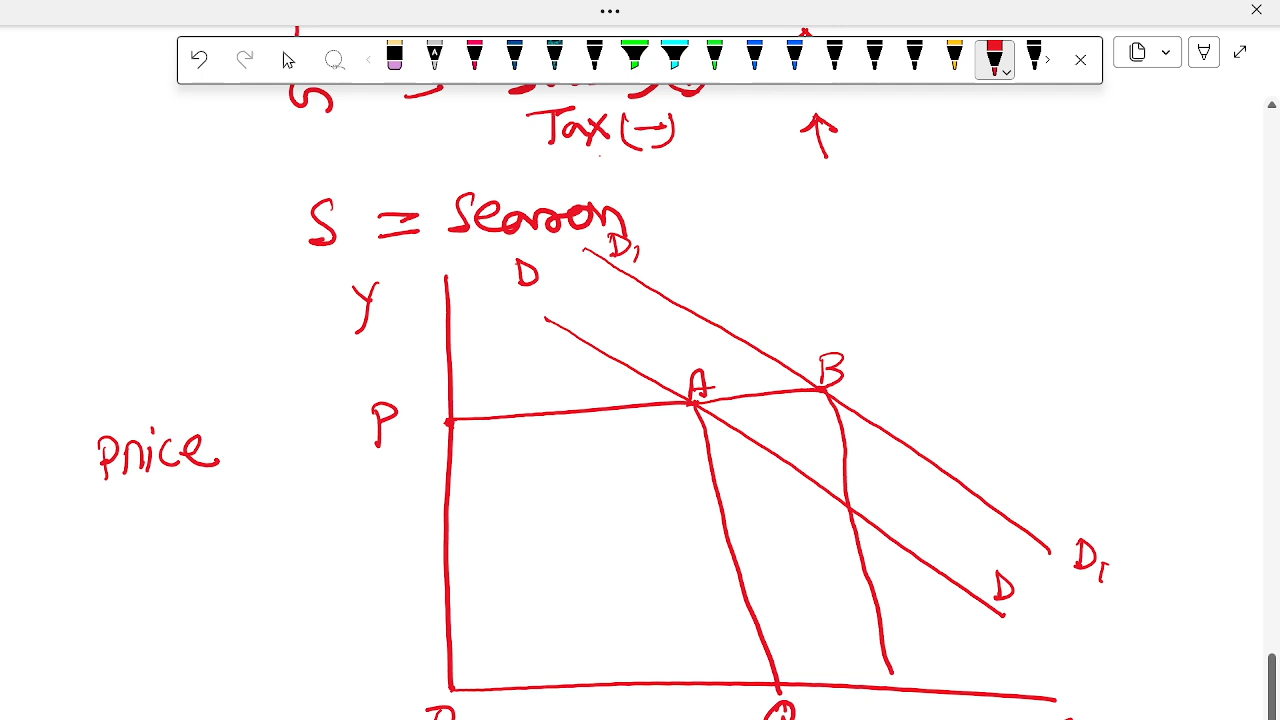 Tax (-)
S = Season
D1
D
Y
A
B
P
Price
D1
D